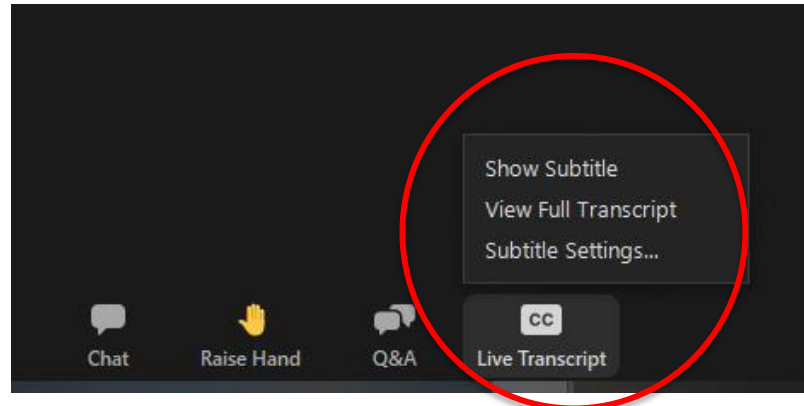 Show Subtitle
View Full Transcript
Subtitle Settings...
CC
Chat
Raise Hand
Q&A
Live Transcript